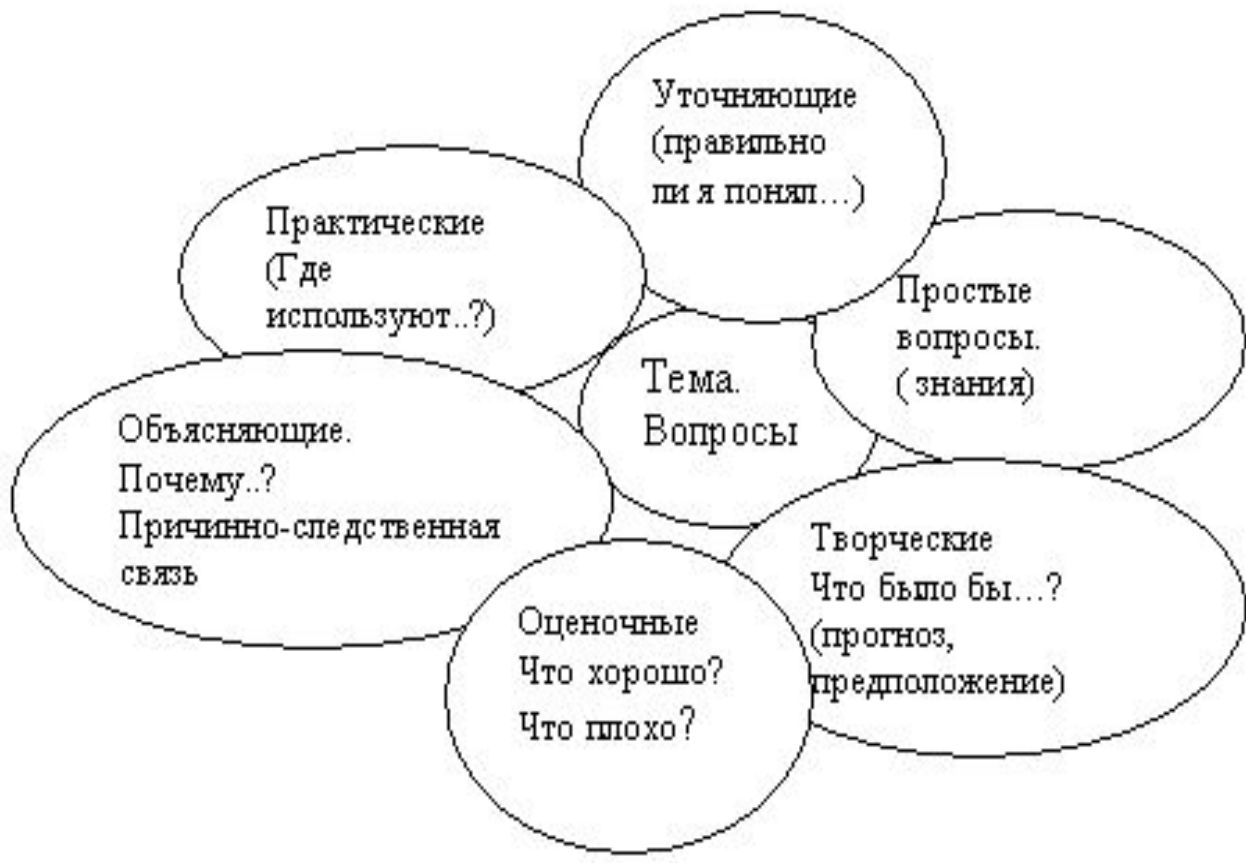 Уточняющие
(правильно
ли я понял...)
Практические
(Где
используют..?)
Простые
вопросы.
( знания)
Тема.
Вопросы
Объясняющие.
Почему..?
Причинно-следственная
связь
Творческие
Что было бы...?
(прогноз,
предположение)
Оценочные
Что хорошо?
Что плохо?